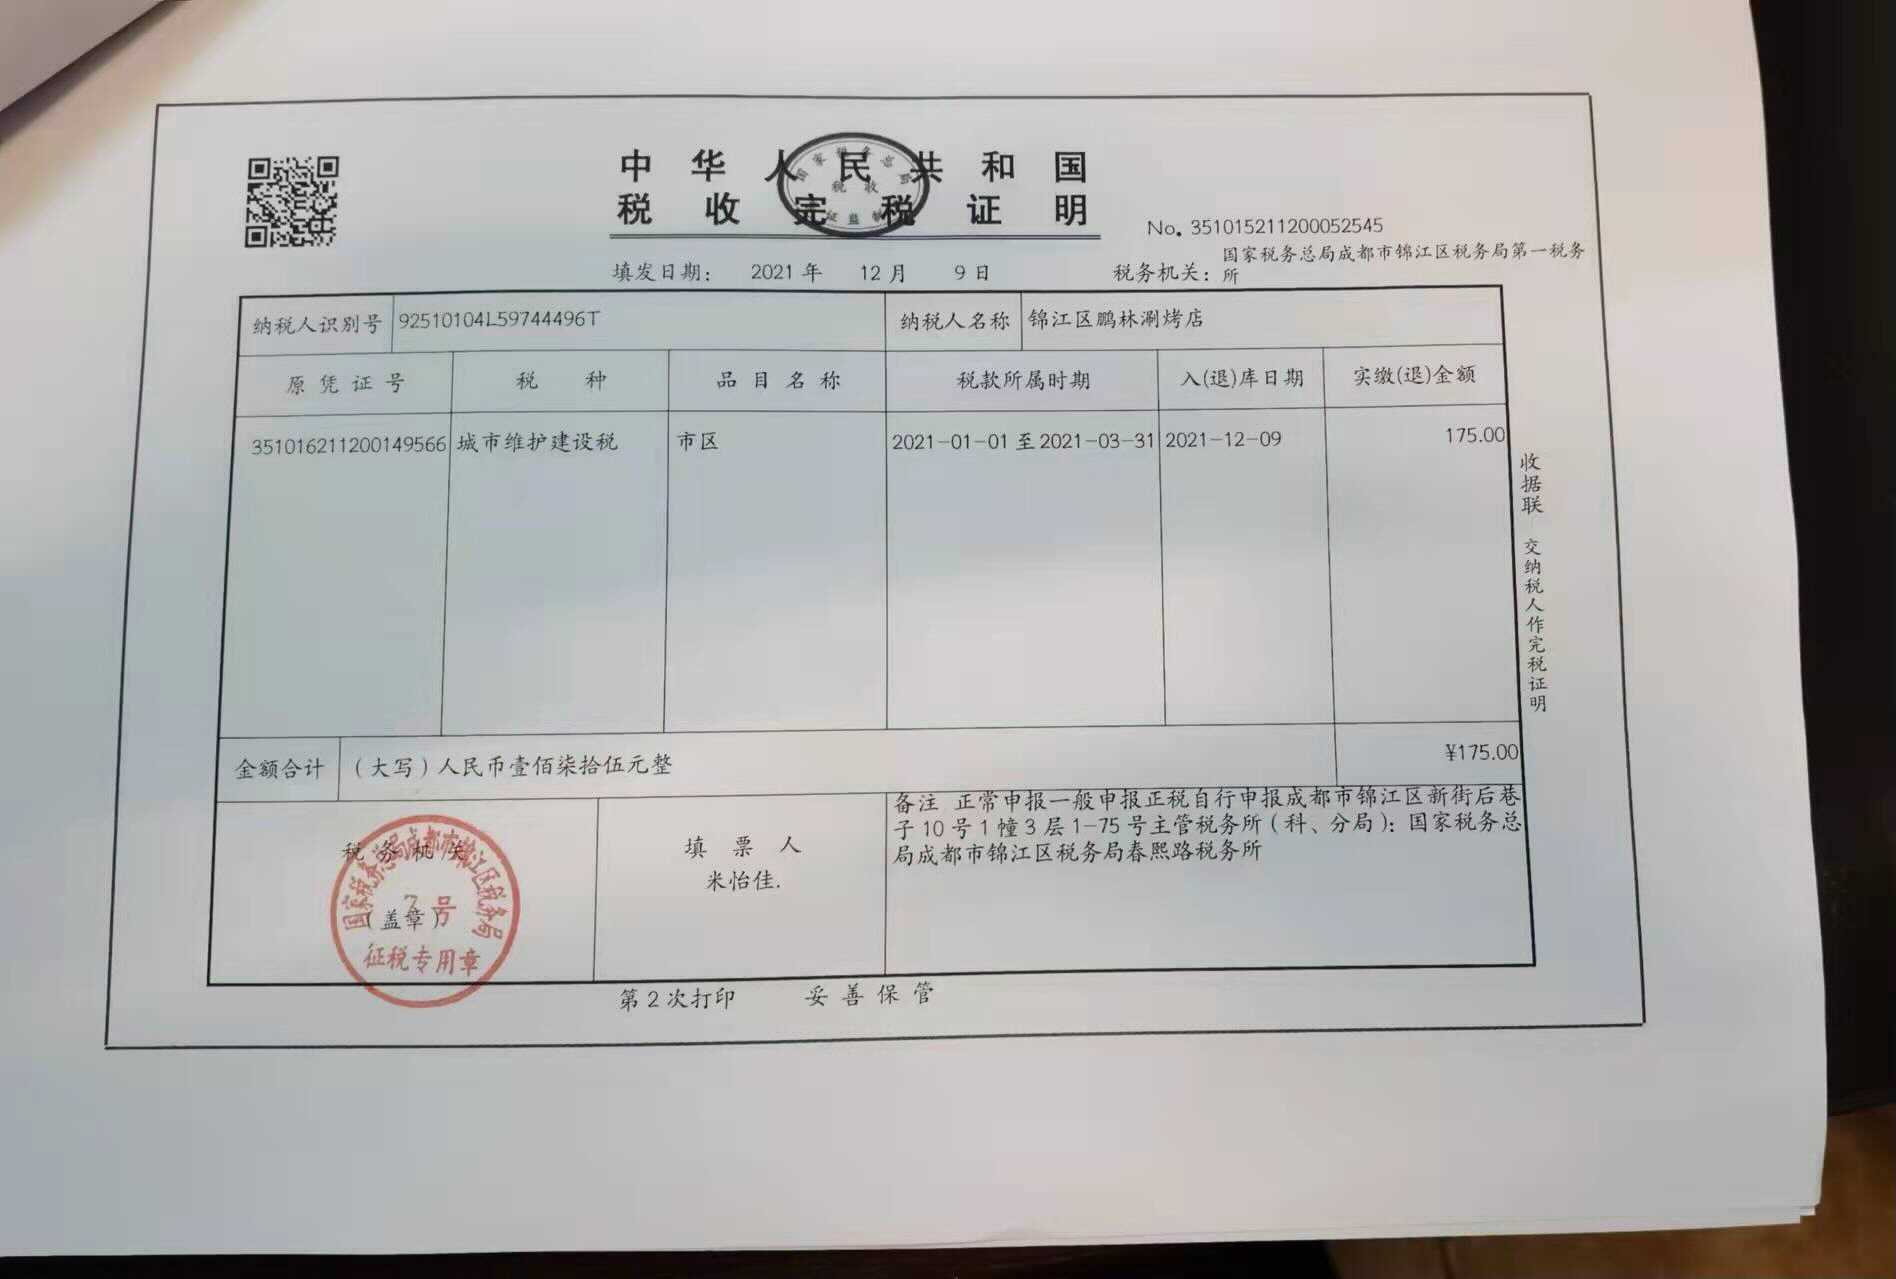 中华人民共和国
税收完税证明
国家税务总局
税收
No. 351015211200052545
填发日期： 2021 年 12 月 9 日
税务机关： 国家税务总局成都市锦江区税务局第一税务
所
纳税人识别号 92510104L59744496T 纳税人名称 锦江区鹏林涮烤店
原凭证号 税种 品目名称 税款所属时期 入(退)库日期 实缴(退)金额
351016211200149566 城市维护建设税 市区 2021-01-01 至 2021-03-31 2021-12-09 175.00
收据联 交纳税人作完税证明
金额合计 （大写）人民币壹佰柒拾伍元整 ¥175.00
税务机关
（盖章）
国家税务总局成都市锦江区税务局
7号
征税专用章
填票人
米怡佳.
备注 正常申报一般申报正税自行申报成都市锦江区新街后巷
子10号1幢3层1-75号主管税务所（科、分局）：国家税务总
局成都市锦江区税务局春熙路税务所
第2次打印 妥善保管